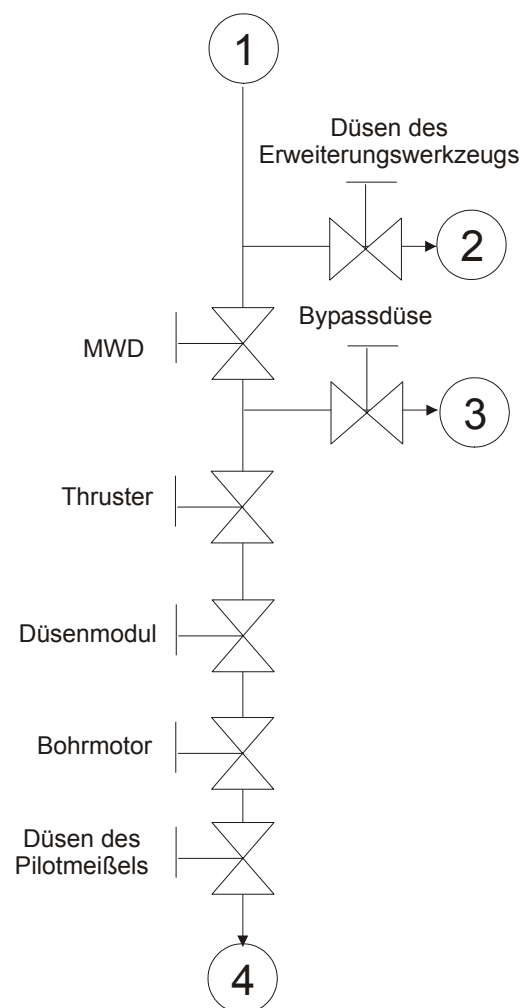 1
Düsen des
Erweiterungswerkzeugs
2
Bypassdüse
MWD
3
Thruster
Düsenmodul
Bohrmotor
Düsen des
Pilotmeißels
4